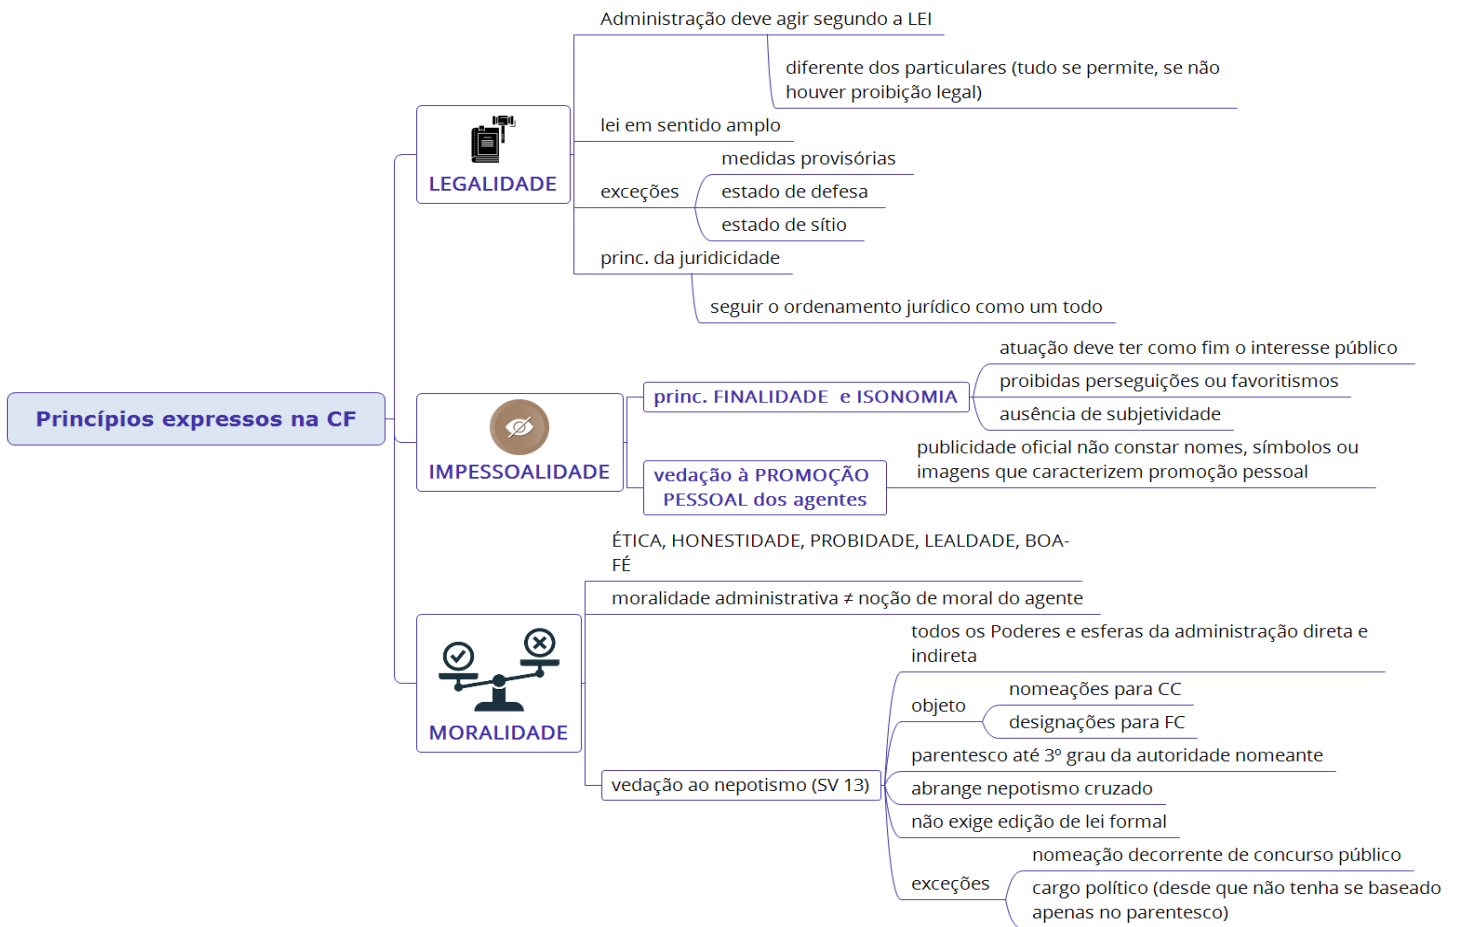 Princípios expressos na CF
LEGALIDADE
Administração deve agir segundo a LEI
diferente dos particulares (tudo se permite, se não
houver proibição legal)
lei em sentido amplo
exceções
medidas provisórias
estado de defesa
estado de sítio
princ. da juridicidade
seguir o ordenamento jurídico como um todo
IMPESSOALIDADE
princ. FINALIDADE e ISONOMIA
atuação deve ter como fim o interesse público
proibidas perseguições ou favoritismos
ausência de subjetividade
vedação à PROMOÇÃO
PESSOAL dos agentes
publicidade oficial não constar nomes, símbolos ou
imagens que caracterizem promoção pessoal
MORALIDADE
ÉTICA, HONESTIDADE, PROBIDADE, LEALDADE, BOA-
FÉ
moralidade administrativa ≠ noção de moral do agente
vedação ao nepotismo (SV 13)
todos os Poderes e esferas da administração direta e
indireta
objeto
nomeações para CC
designações para FC
parentesco até 3º grau da autoridade nomeante
abrange nepotismo cruzado
não exige edição de lei formal
exceções
nomeação decorrente de concurso público
cargo político (desde que não tenha se baseado
apenas no parentesco)